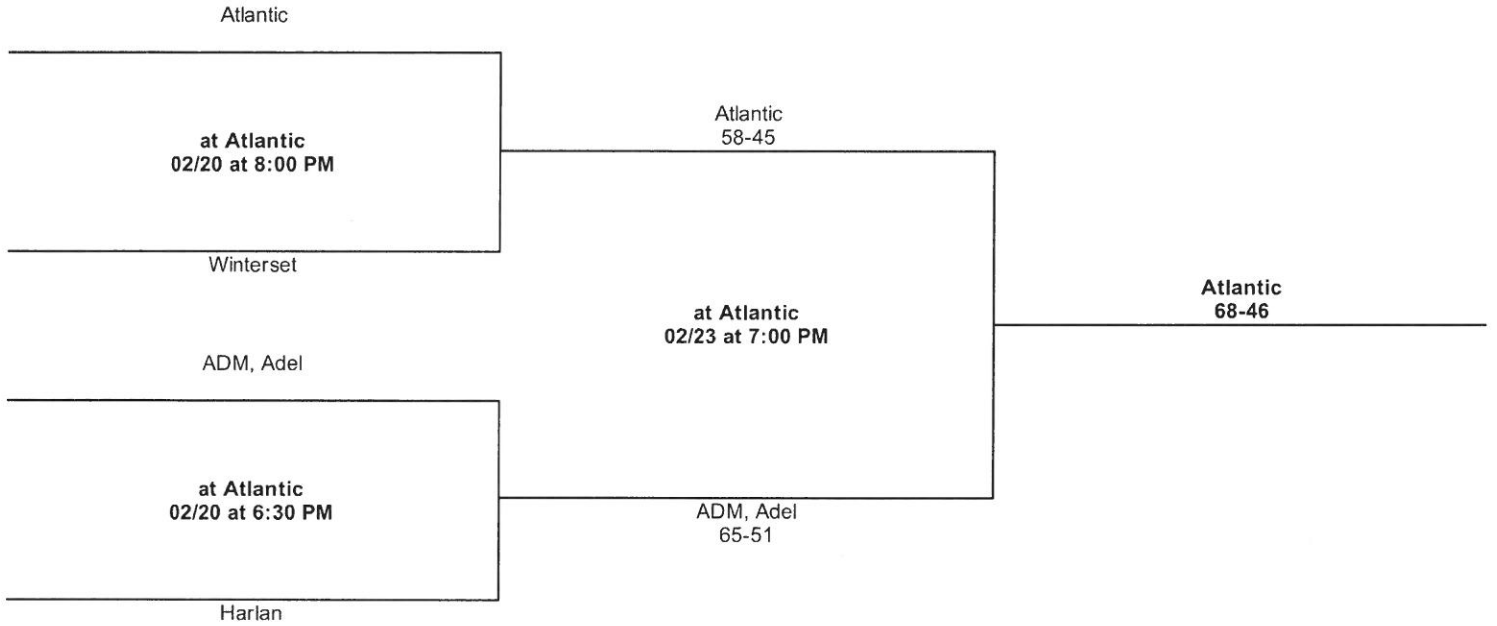 Atlantic
at Atlantic
02/20 at 8:00 PM
Winterset
Atlantic
58-45
ADM, Adel
at Atlantic
02/20 at 6:30 PM
Harlan
ADM, Adel
65-51
at Atlantic
02/23 at 7:00 PM
Atlantic
68-46